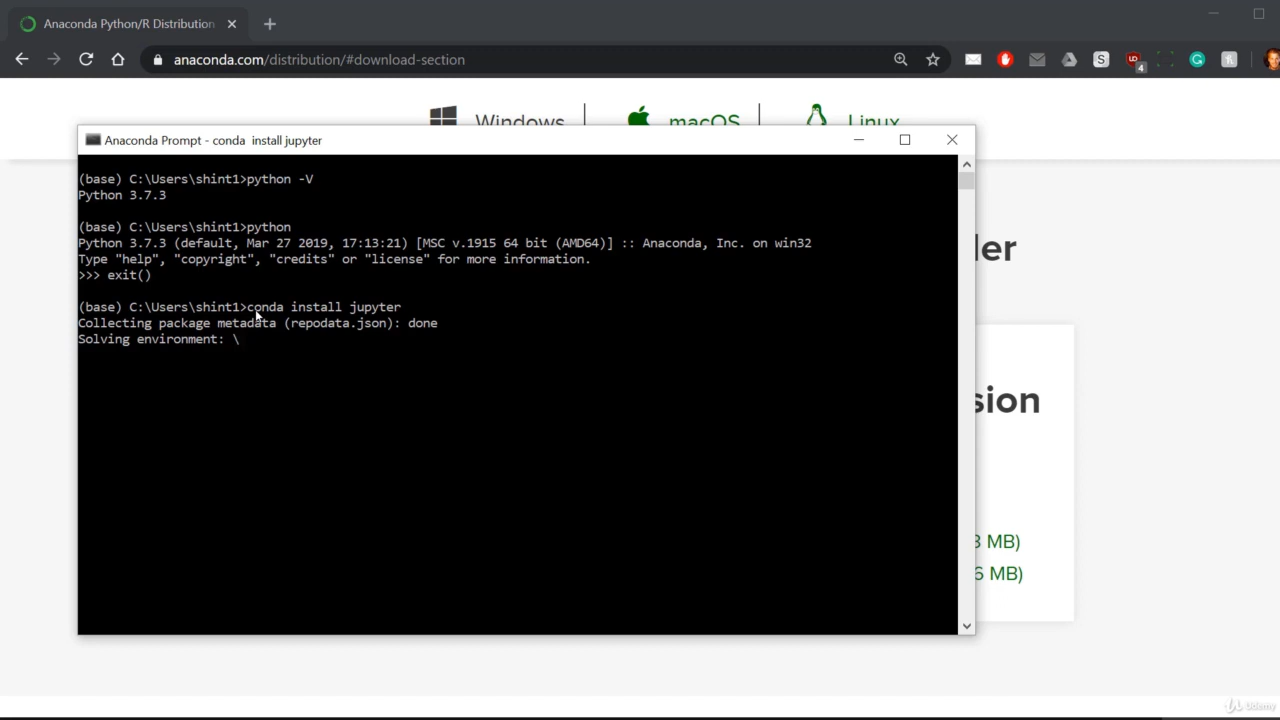 Anaconda Python/R Distribution
anaconda.com/distribution/#download-section
Windows macOS Linux
Anaconda Prompt - conda  install jupyter
(base) C:\Users\shint1>python -V
Python 3.7.3
(base) C:\Users\shint1>python
Python 3.7.3 (default, Mar 27 2019, 17:13:21) [MSC v.1915 64 bit (AMD64)] :: Anaconda, Inc. on win32
Type "help", "copyright", "credits" or "license" for more information.
>>> exit()
(base) C:\Users\shint1>conda install jupyter
Collecting package metadata (repodata.json): done
Solving environment: \
ler
sion
MB)
6 MB)
4
Udemy